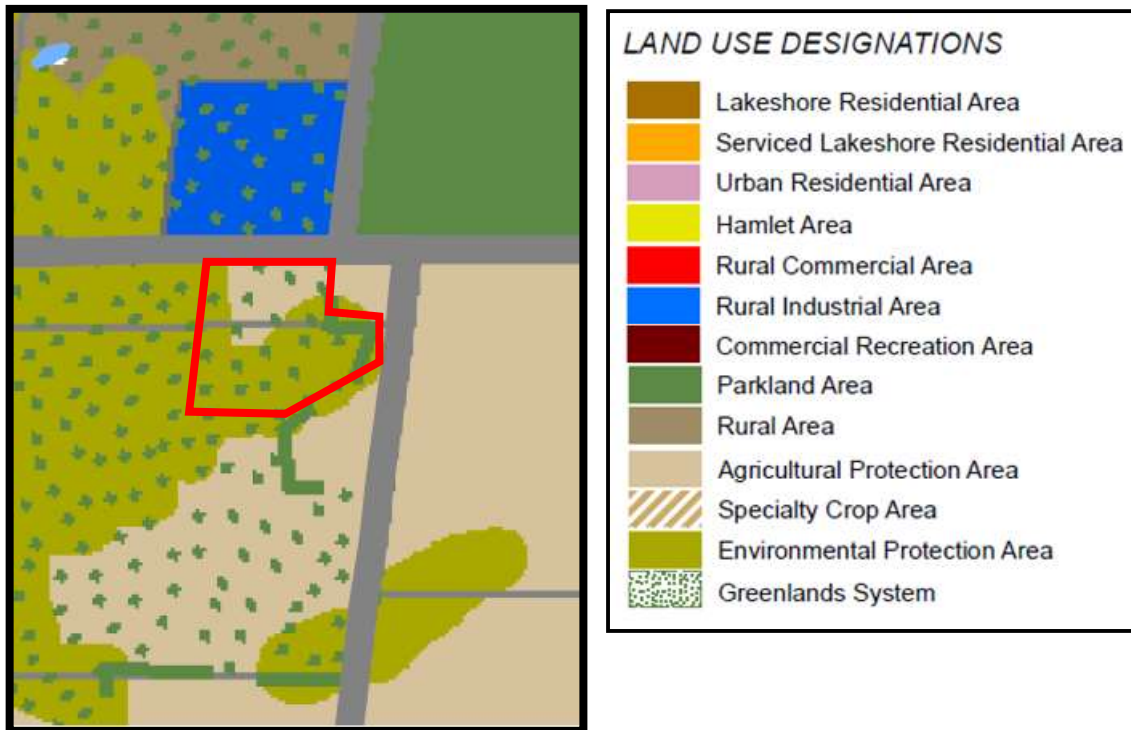 LAND USE DESIGNATIONS
Lakeshore Residential Area
Serviced Lakeshore Residential Area
Urban Residential Area
Hamlet Area
Rural Commercial Area
Rural Industrial Area
Commercial Recreation Area
Parkland Area
Rural Area
Agricultural Protection Area
Specialty Crop Area
Environmental Protection Area
Greenlands System